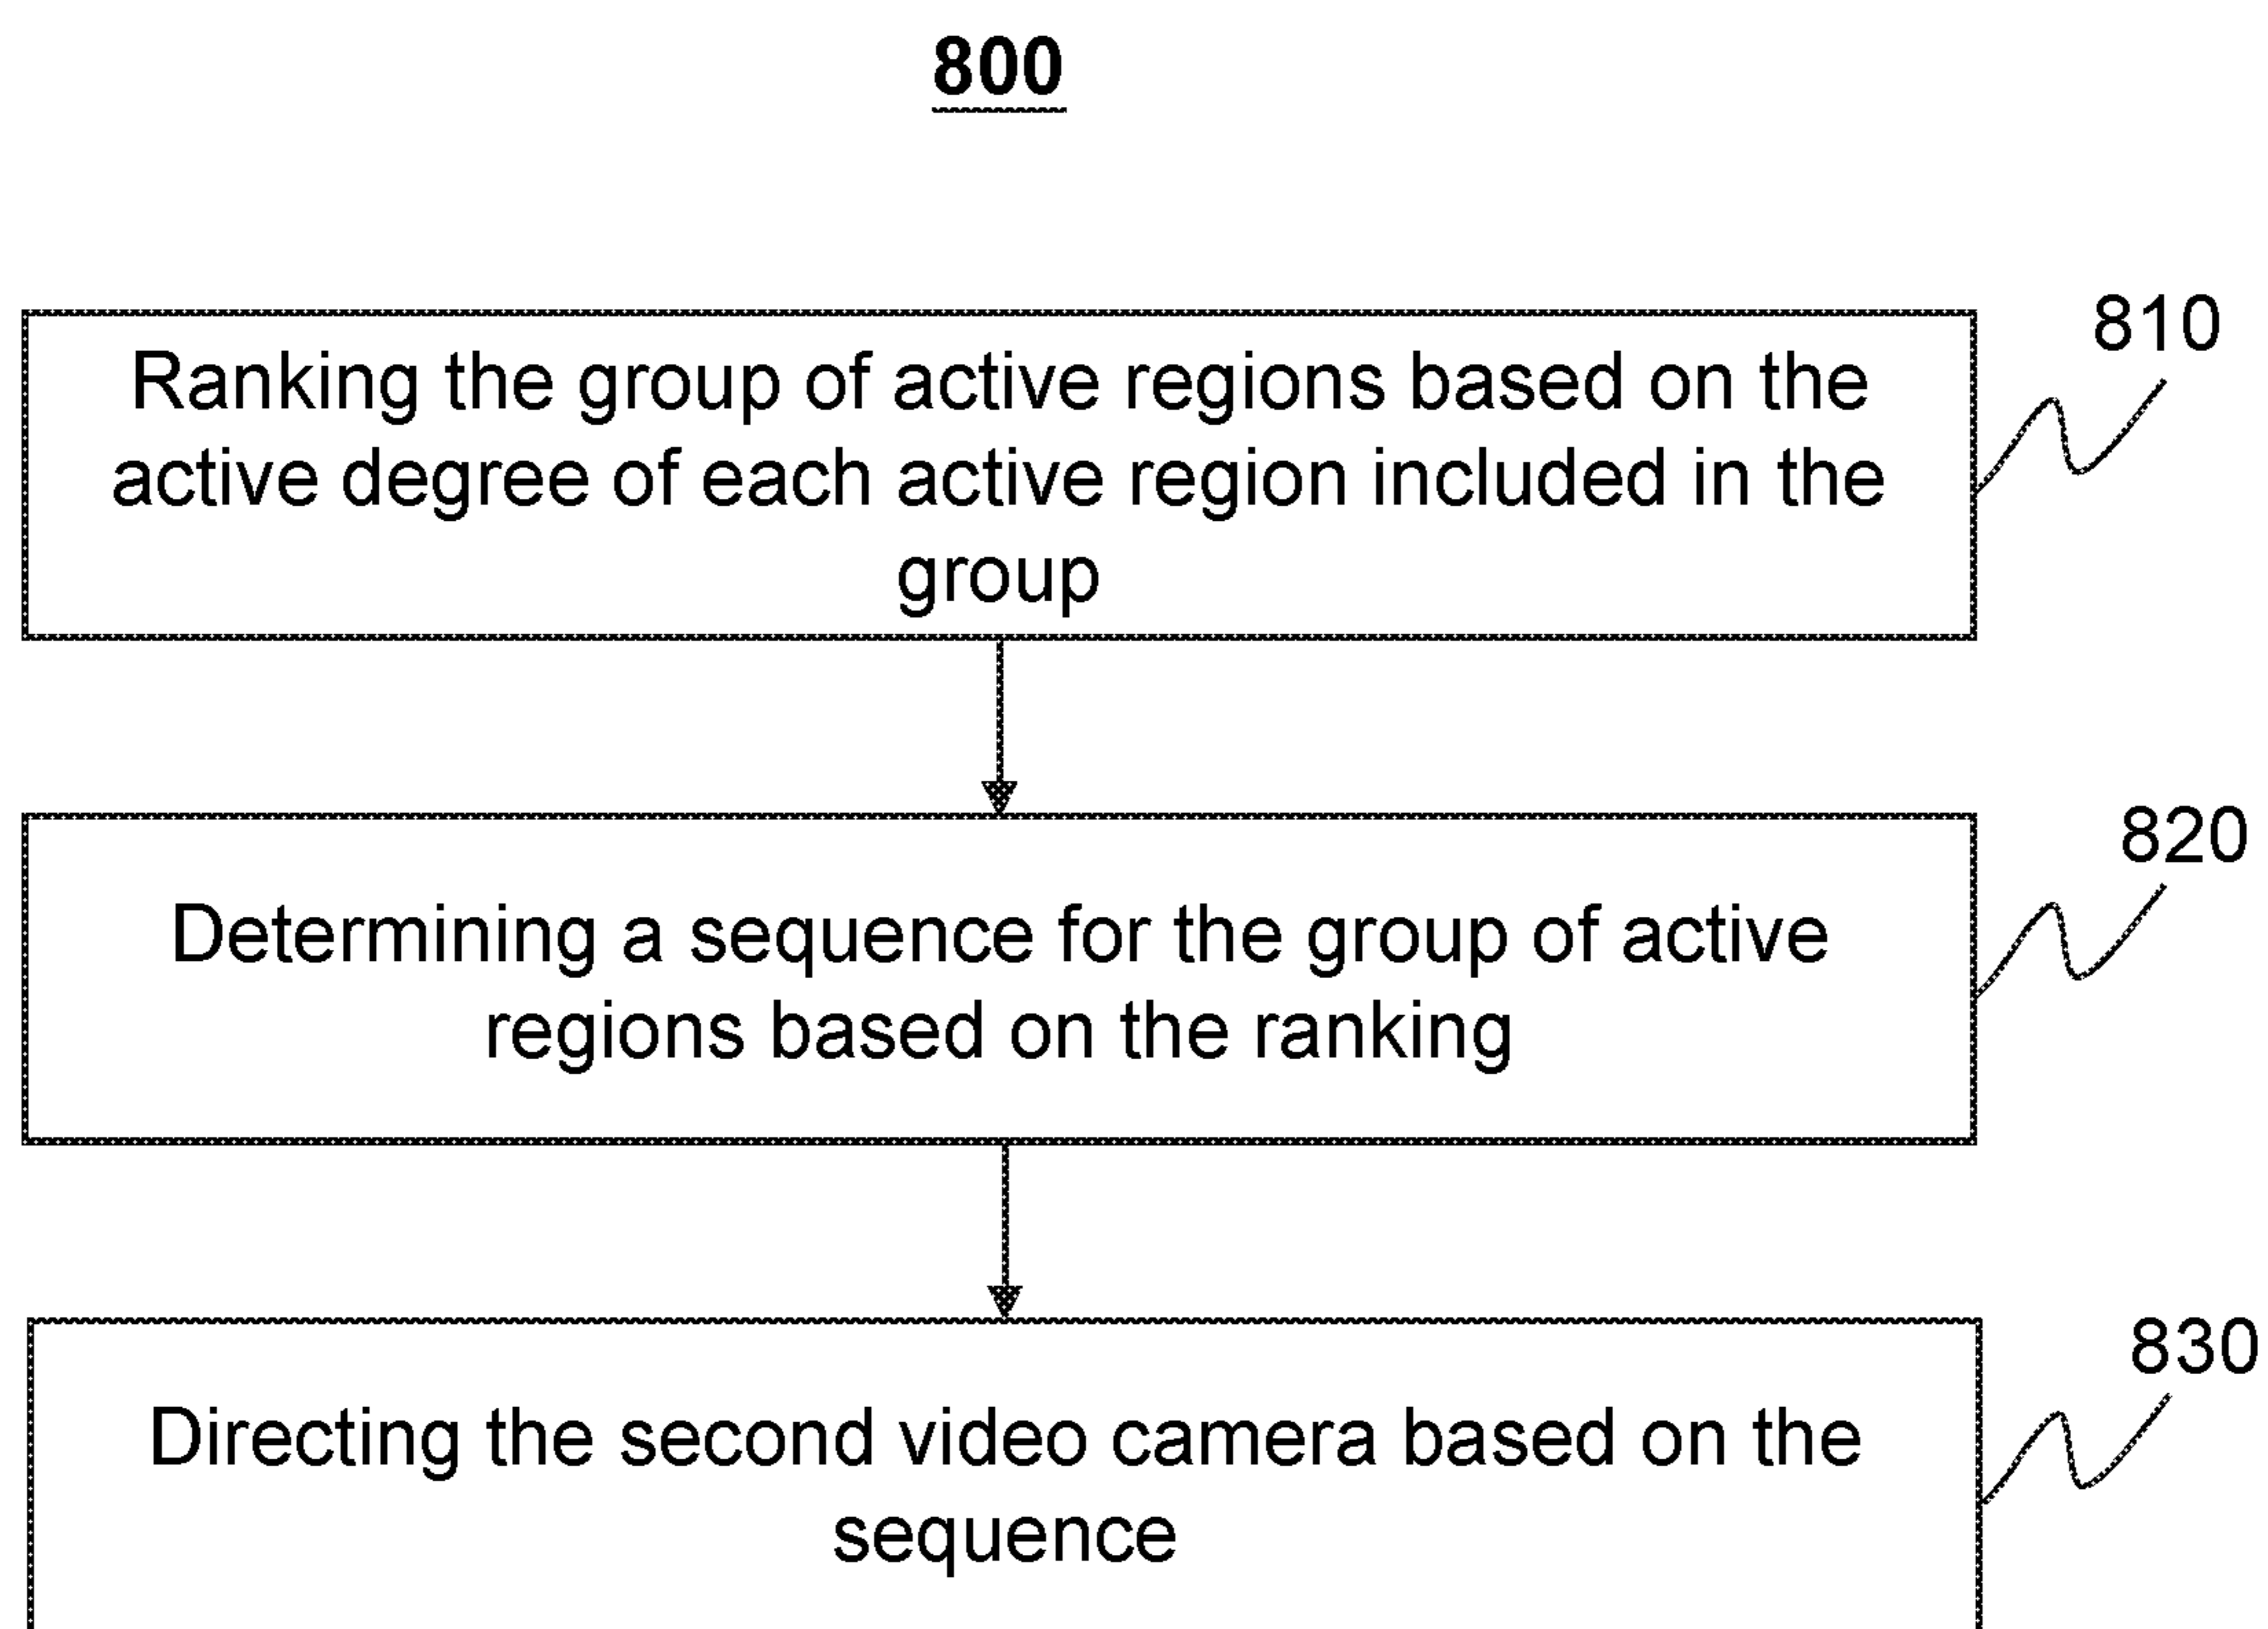 800
810
Ranking the group of active regions based on the
active degree of each active region included in the
group
820
Determining a sequence for the group of active
regions based on the ranking
830
Directing the second video camera based on the
sequence